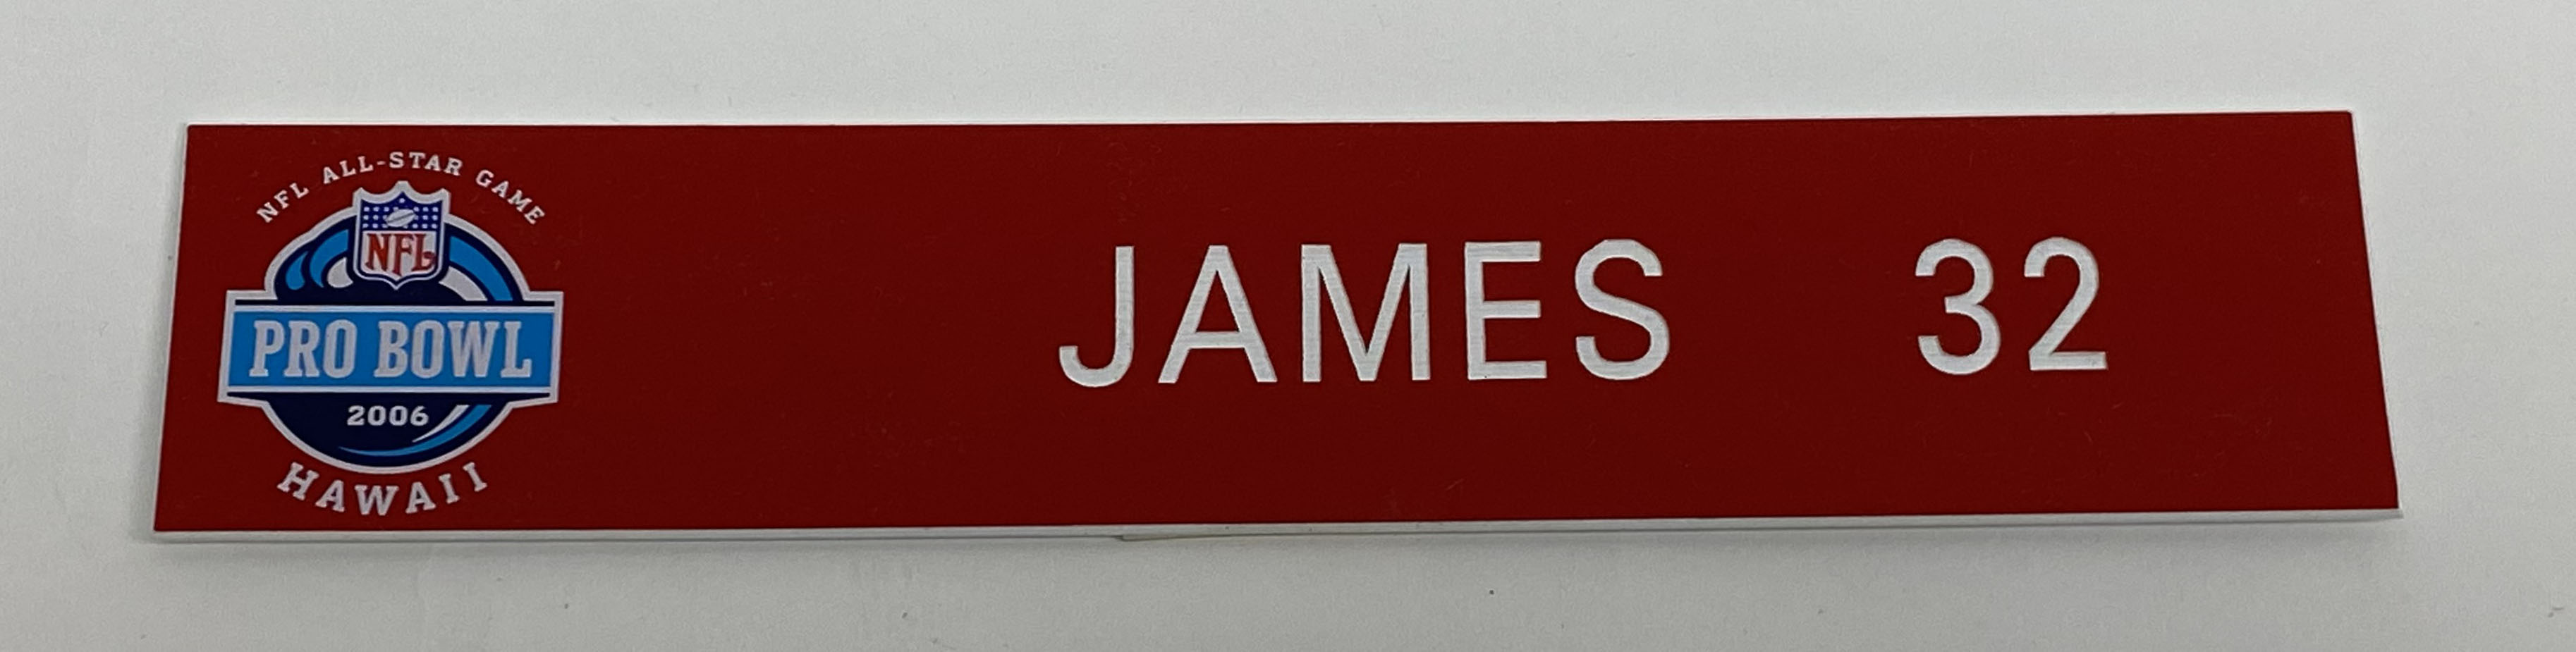 NFL ALL-STAR GAME
NFL
PRO BOWL
2006
HAWAII
JAMES 32